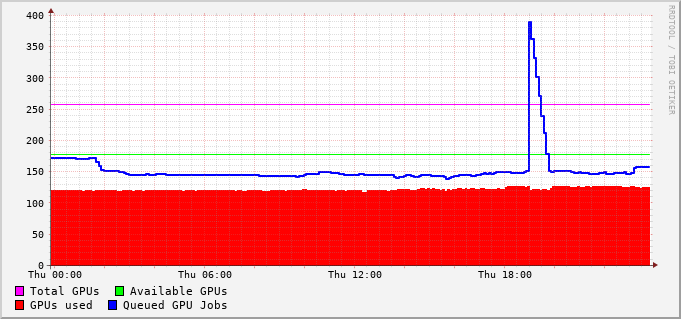 400
350
300
250
200
150
100
50
0
Thu 00:00 Thu 06:00 Thu 12:00 Thu 18:00
Total GPUs Available GPUs
GPUs used Queued GPU Jobs
RRDTOOL / TOBI OETIKER